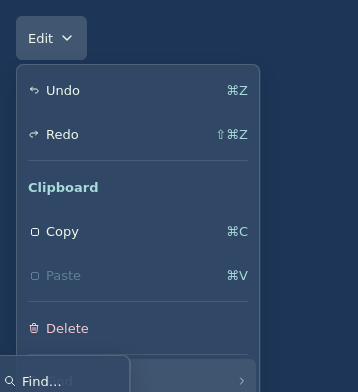 Edit
Undo ⌘Z
Redo ⇧⌘Z
Clipboard
Copy ⌘C
Paste ⌘V
Delete
Find...